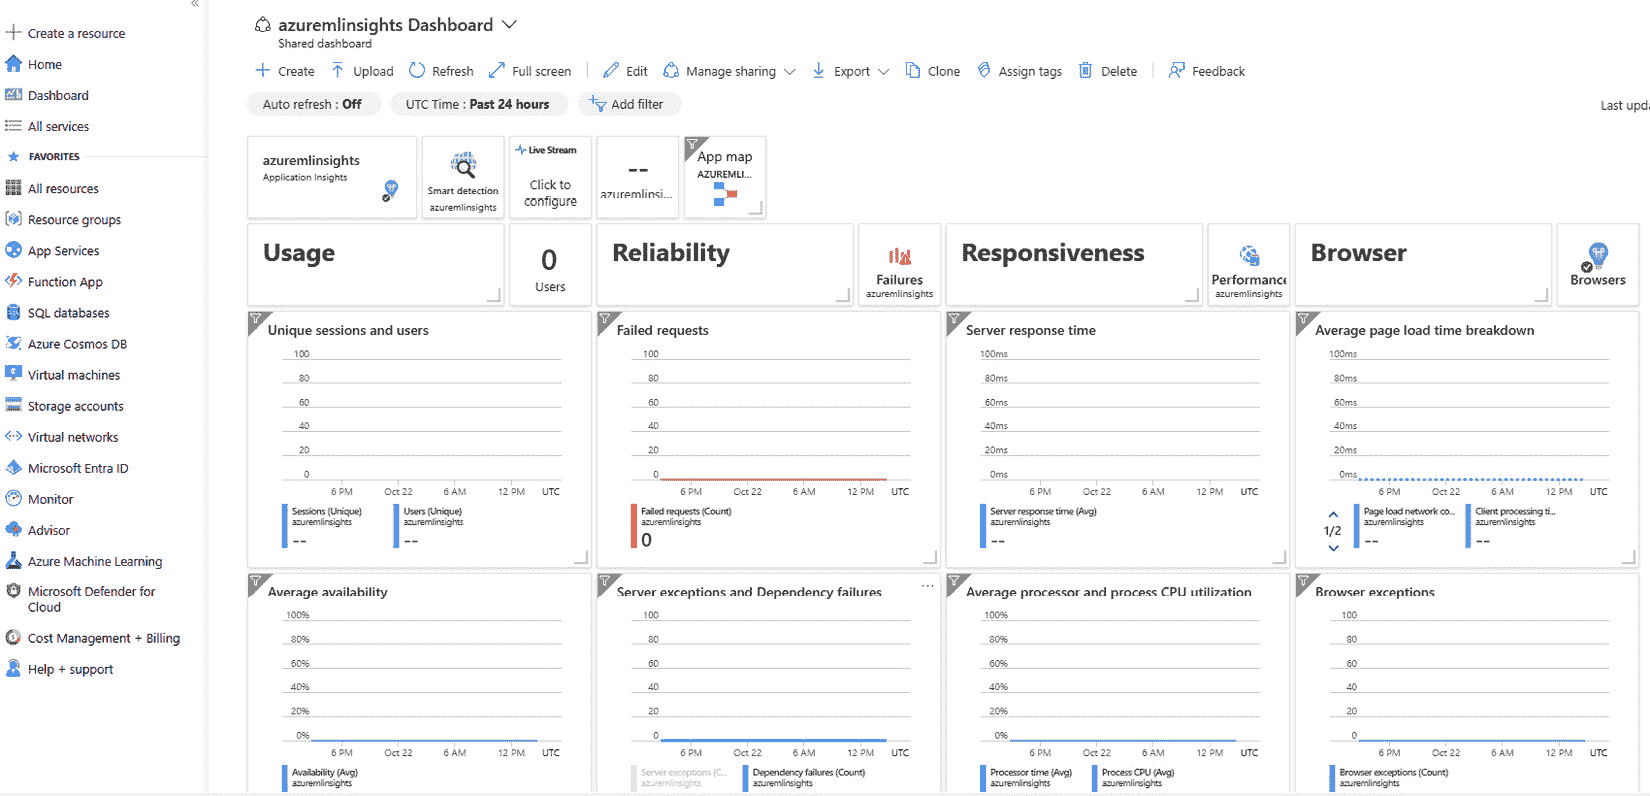 «
Create a resource
Home
Dashboard
All services
FAVORITES
All resources
Resource groups
App Services
Function App
SQL databases
Azure Cosmos DB
Virtual machines
Storage accounts
Virtual networks
Microsoft Entra ID
Monitor
Advisor
Azure Machine Learning
Microsoft Defender for
Cloud
Cost Management + Billing
Help + support
azuremlinsights Dashboard
Shared dashboard
Create Upload Refresh Full screen Edit Manage sharing Export Clone Assign tags Delete Feedback
Auto refresh : Off UTC Time : Past 24 hours Add filter
Last upda
azuremlinsights
Application Insights
Smart detection
azuremlinsights
Live Stream
Click to
configure
--
azuremlinsi...
App map
AZUREMLI...
Usage
0
Users
Reliability
Failures
azuremlinsights
Responsiveness
Performance
azuremlinsights
Browser
Browsers
Unique sessions and users
100
80
60
40
20
0
6 PM Oct 22 6 AM 12 PM UTC
Sessions (Unique)
azuremlinsights
--
Users (Unique)
azuremlinsights
--
Failed requests
100
80
60
40
20
0
6 PM Oct 22 6 AM 12 PM UTC
Failed requests (Count)
azuremlinsights
0
Server response time
100ms
80ms
60ms
40ms
20ms
0ms
6 PM Oct 22 6 AM 12 PM UTC
Server response time (Avg)
azuremlinsights
--
Average page load time breakdown
100ms
80ms
60ms
40ms
20ms
0ms
6 PM Oct 22 6 AM 12 PM UTC
1/2
Page load network co...
azuremlinsights
--
Client processing ti...
azuremlinsights
--
Average availability
100%
80%
60%
40%
20%
0%
6 PM Oct 22 6 AM 12 PM UTC
Availability (Avg)
azuremlinsights
Server exceptions and Dependency failures
...
100
80
60
40
20
0
6 PM Oct 22 6 AM 12 PM UTC
Server exceptions (C...
azuremlinsights
Dependency failures (Count)
azuremlinsights
Average processor and process CPU utilization
100%
80%
60%
40%
20%
0%
6 PM Oct 22 6 AM 12 PM UTC
Processor time (Avg)
azuremlinsights
Process CPU (Avg)
azuremlinsights
Browser exceptions
100
80
60
40
20
0
6 PM Oct 22 6 AM 12 PM UTC
Browser exceptions (Count)
azuremlinsights